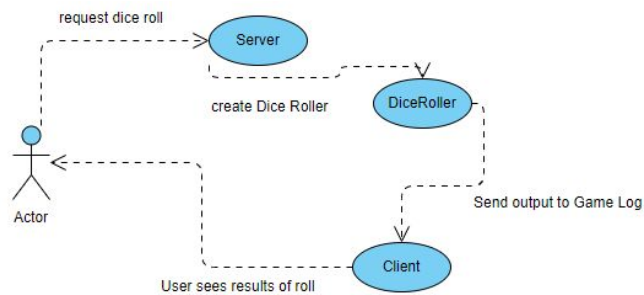 request dice roll
Server
create Dice Roller
DiceRoller
Actor
Send output to Game Log
Client
User sees results of roll